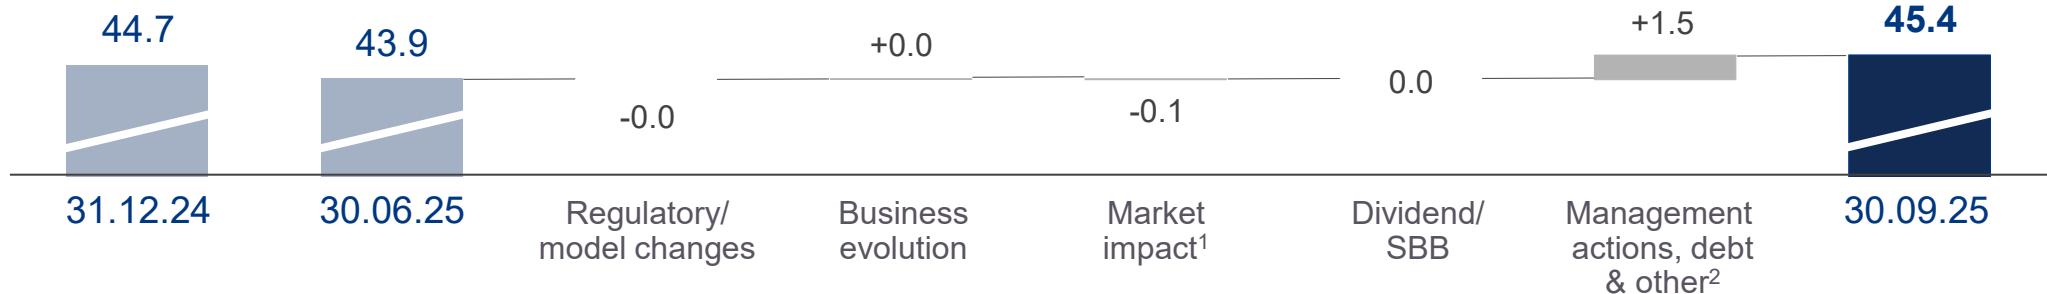 44.7
43.9
-0.0
+0.0
-0.1
0.0
+1.5
45.4
31.12.24
30.06.25
Regulatory/
model changes
Business
evolution
Market
impact¹
Dividend/
SBB
Management
actions, debt
& other²
30.09.25